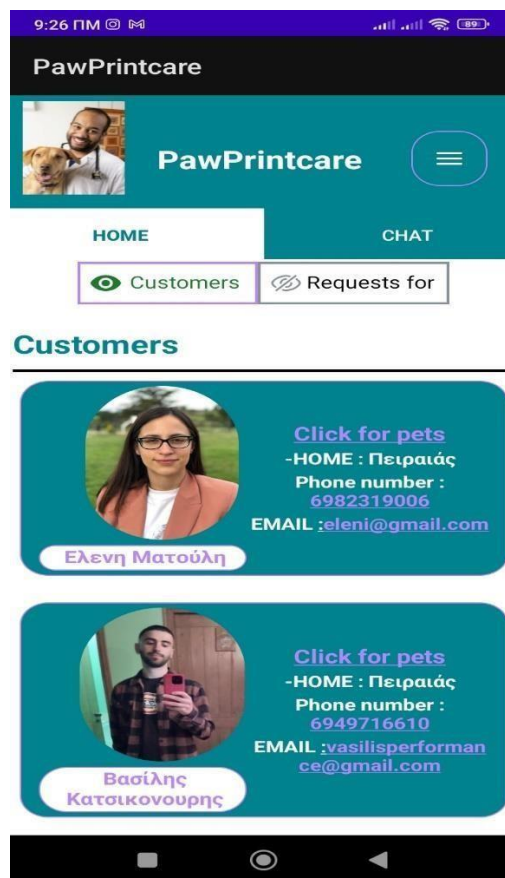 9:26 ΠΜ
89
PawPrintcare
PawPrintcare
HOME
CHAT
Customers
Requests for
Customers
Click for pets
-HOME : Πειραιάς
Phone number :
6982319006
EMAIL :eleni@gmail.com
Ελενη Ματούλη
Click for pets
-HOME : Πειραιάς
Phone number :
6949716610
EMAIL :vasilisperforman
ce@gmail.com
Βασίλης
Κατσικονουρης